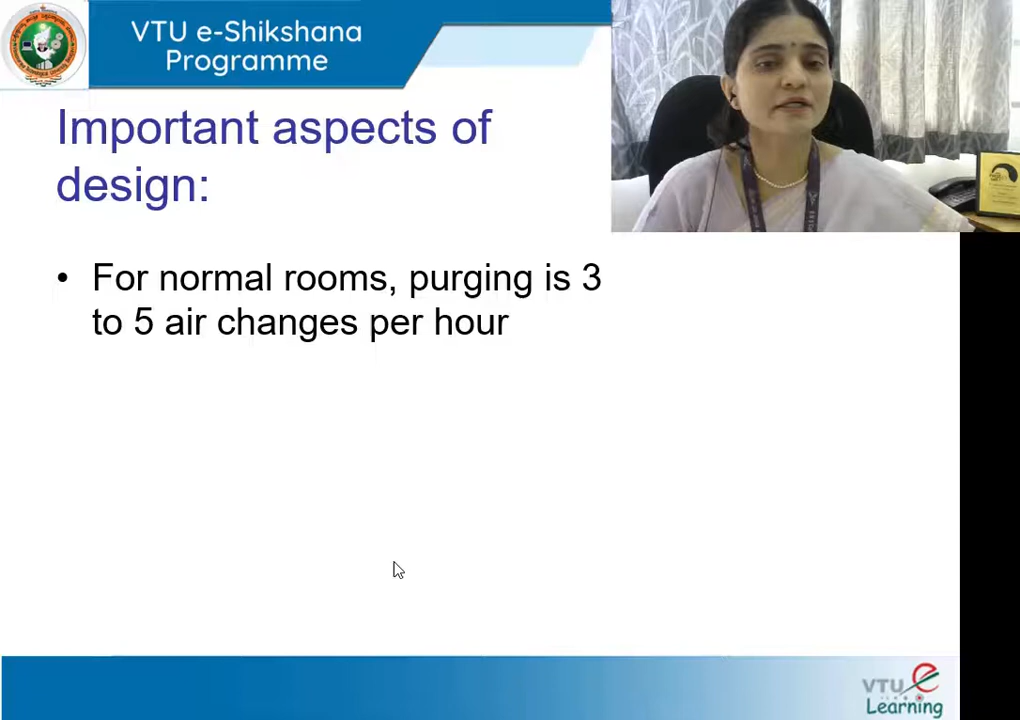 VTU e-Shikshana
Programme
Important aspects of
design:
• For normal rooms, purging is 3
to 5 air changes per hour
VTU e
Learning